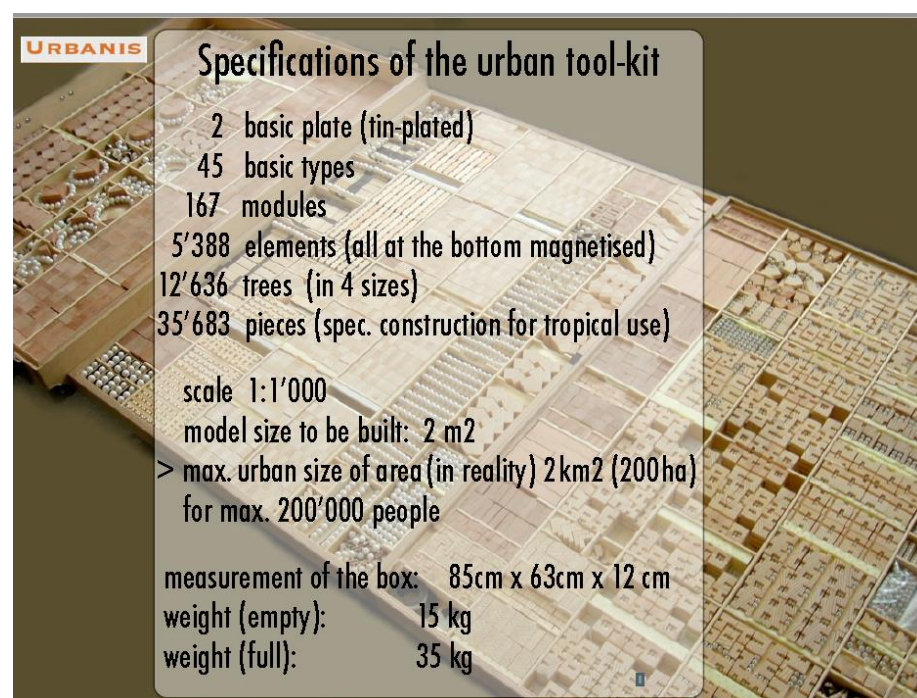 URBANIS
Specifications of the urban tool-kit
2 basic plate (tin-plated)
45 basic types
167 modules
5'388 elements (all at the bottom magnetised)
12'636 trees (in 4 sizes)
35'683 pieces (spec. construction for tropical use)
scale 1:1'000
model size to be built: 2 m2
> max. urban size of area (in reality) 2km2 (200ha)
for max. 200'000 people
measurement of the box: 85cm x 63cm x 12 cm
weight (empty): 15 kg
weight (full): 35 kg